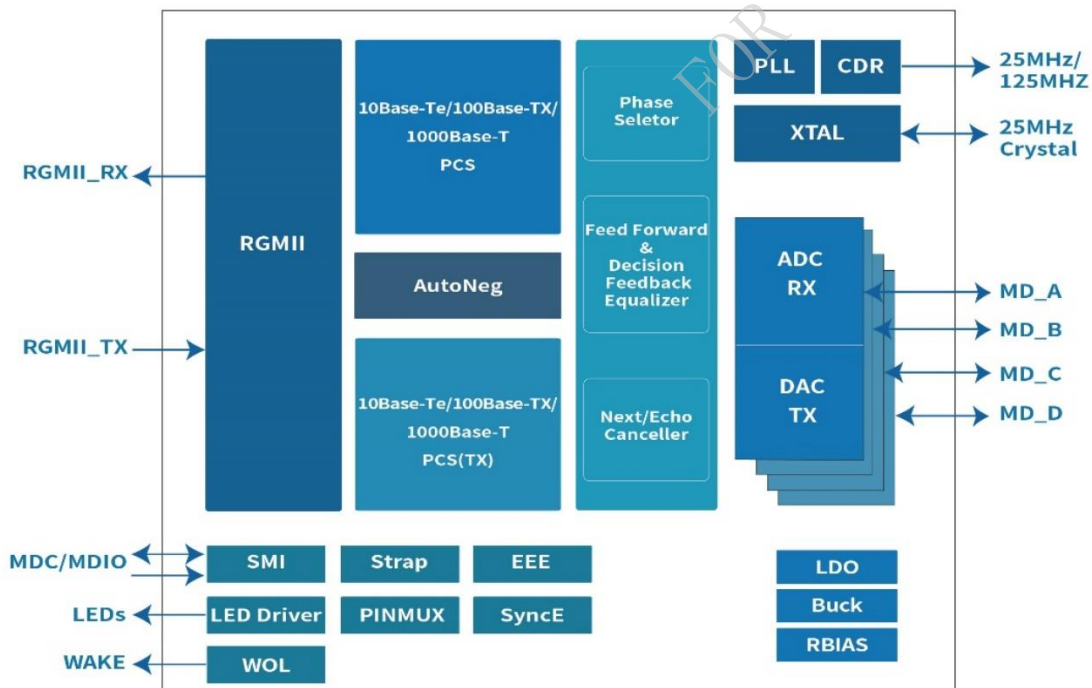 FOR
PLL
CDR
25MHz/
125MHZ
XTAL
25MHz
Crystal
10Base-Te/100Base-TX/
1000Base-T
PCS
Phase
Seletor
RGMII_RX
RGMII
Feed Forward
&
Decision
Feedback
Equalizer
ADC
RX
AutoNeg
MD_A
MD_B
MD_C
MD_D
RGMII_TX
DAC
TX
10Base-Te/100Base-TX/
1000Base-T
PCS(TX)
Next/Echo
Canceller
MDC/MDIO
SMI
Strap
EEE
LDO
LEDs
LED Driver
PINMUX
SyncE
Buck
WAKE
WOL
RBIAS